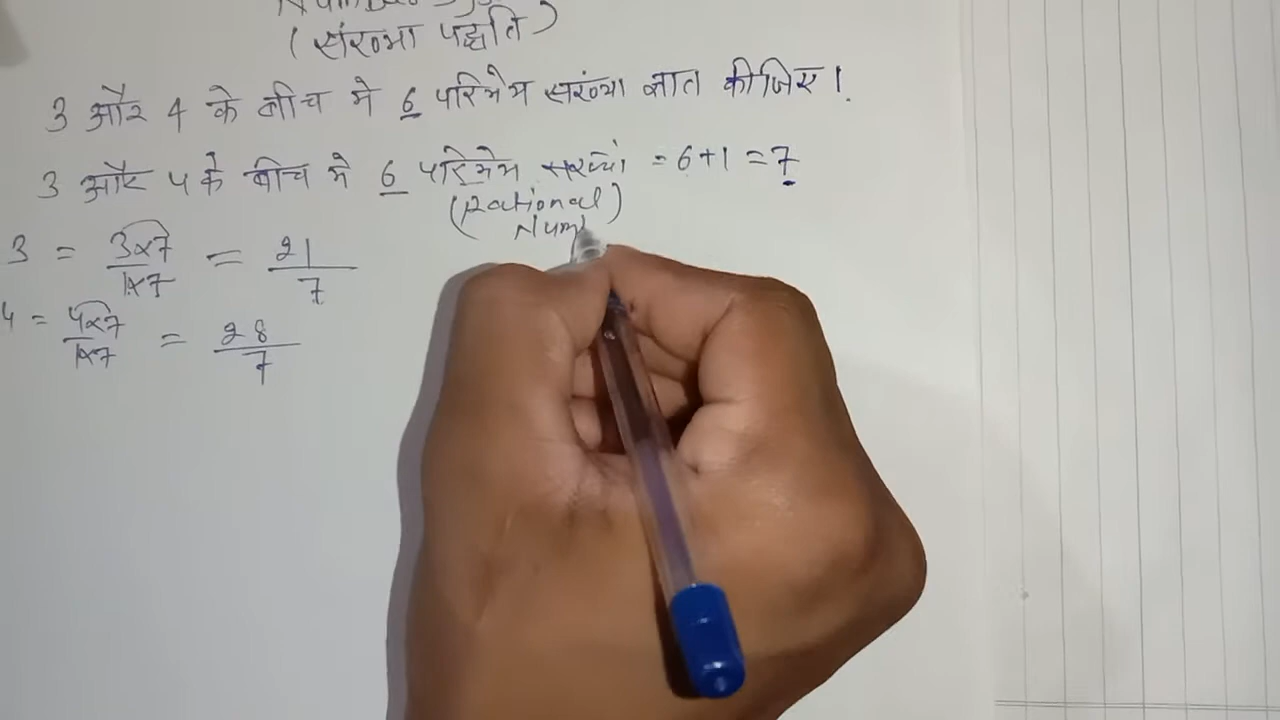 (संख्या पद्धति)
3 और 4 के बीच मे 6 परिमेय संख्या ज्ञात कीजिए।
3 और 4 के बीच मे 6 परिमेय संख्या = 6+1 = 7
(Rational
Num
3 = 3×7/1×7 = 21/7
4 = 4×7/1×7 = 28/7